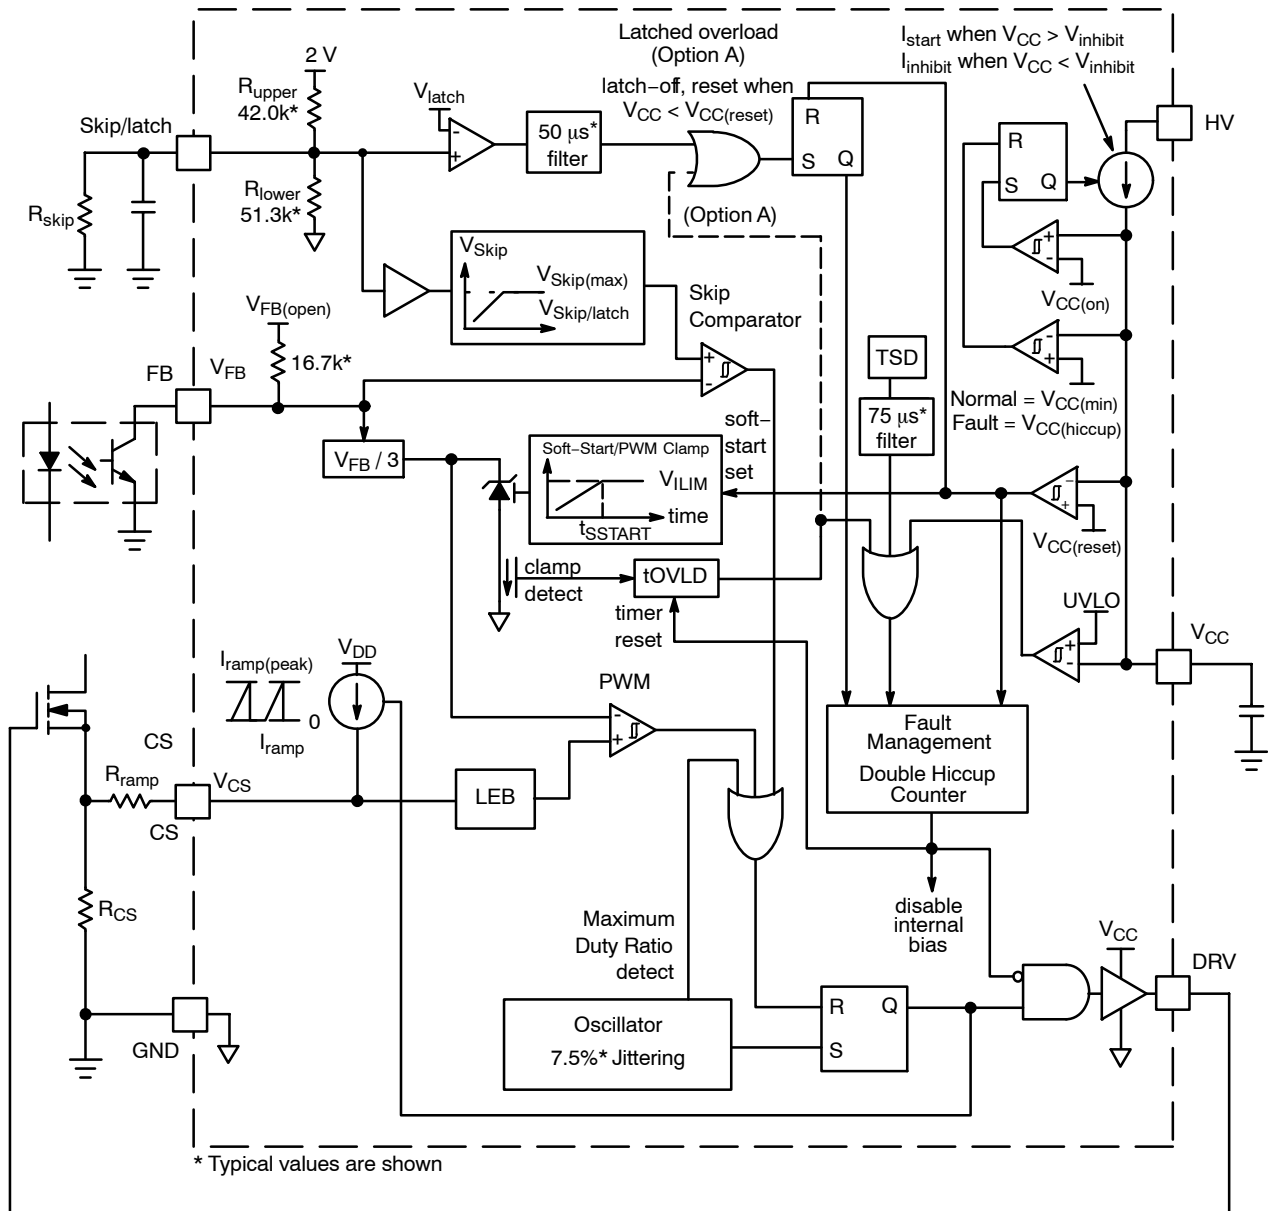 Latched overload
(Option A)
latch-off, reset when
VCC < VCC(reset)
Istart when VCC > Vinhibit
Iinhibit when VCC < Vinhibit
2 V
Rupper
42.0k*
Vlatch
Skip/latch
50 µs*
filter
R
S
Q
HV
R
S
Q
Rlower
51.3k*
Rskip
(Option A)
VSkip
VSkip(max)
VSkip/latch
Skip
Comparator
VCC(on)
VFB(open)
16.7k*
FB
VFB
TSD
75 µs*
filter
Normal = VCC(min)
Fault = VCC(hiccup)
soft-
start
set
VFB / 3
Soft-Start/PWM Clamp
VILIM
time
tSSTART
VCC(reset)
clamp
detect
tOVLD
timer
reset
UVLO
VCC
VDD
Iramp(peak)
0
Iramp
PWM
CS
Rramp
VCS
CS
LEB
Fault
Management
Double Hiccup
Counter
RCS
disable
internal
bias
Maximum
Duty Ratio
detect
VCC
DRV
GND
Oscillator
7.5%* Jittering
R
S
Q
* Typical values are shown